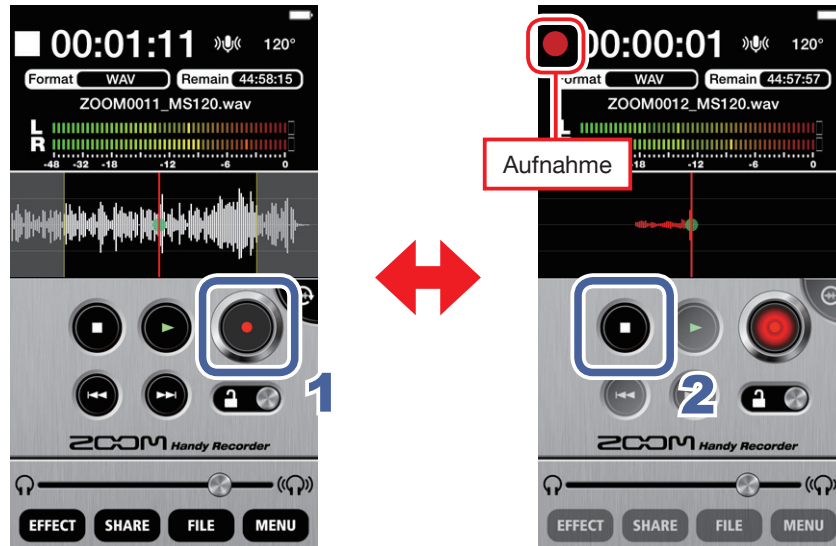 00:01:11 120°
Format WAV Remain 44:58:15
ZOOM0011_MS120.wav
L
R
-48 -32 -18 -12 -6 0
1
ZOOM Handy Recorder
EFFECT SHARE FILE MENU
00:00:01 120°
Format WAV Remain 44:57:57
ZOOM0012_MS120.wav
L
Aufnahme
-18 -12 -6 0
2
ZOOM Handy Recorder
EFFECT SHARE FILE MENU